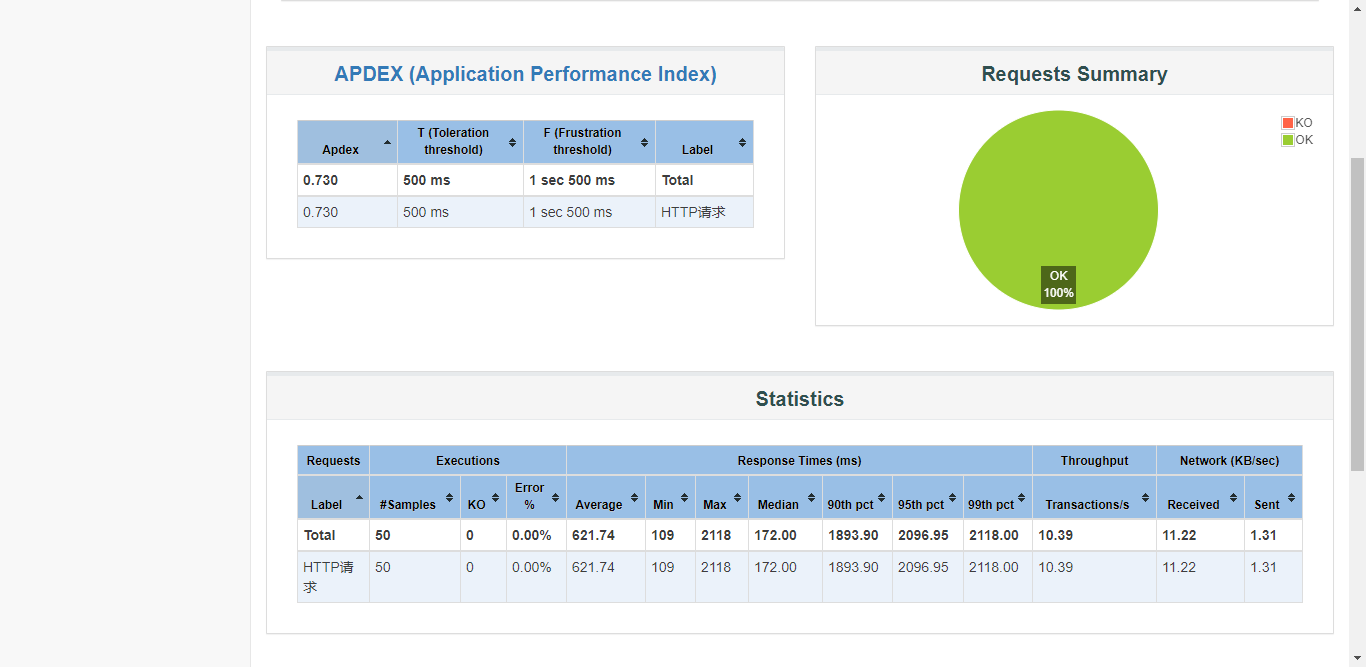 APDEX (Application Performance Index)
Apdex
T (Toleration
threshold)
F (Frustration
threshold)
Label
0.730 500 ms 1 sec 500 ms Total
0.730 500 ms 1 sec 500 ms HTTP请求
Requests Summary
KO
OK
OK
100%
Statistics
Requests Executions Response Times (ms) Throughput Network (KB/sec)
Label #Samples KO
Error
%
Average Min Max Median 90th pct 95th pct 99th pct Transactions/s Received Sent
Total 50 0 0.00% 621.74 109 2118 172.00 1893.90 2096.95 2118.00 10.39 11.22 1.31
HTTP请
求
50 0 0.00% 621.74 109 2118 172.00 1893.90 2096.95 2118.00 10.39 11.22 1.31